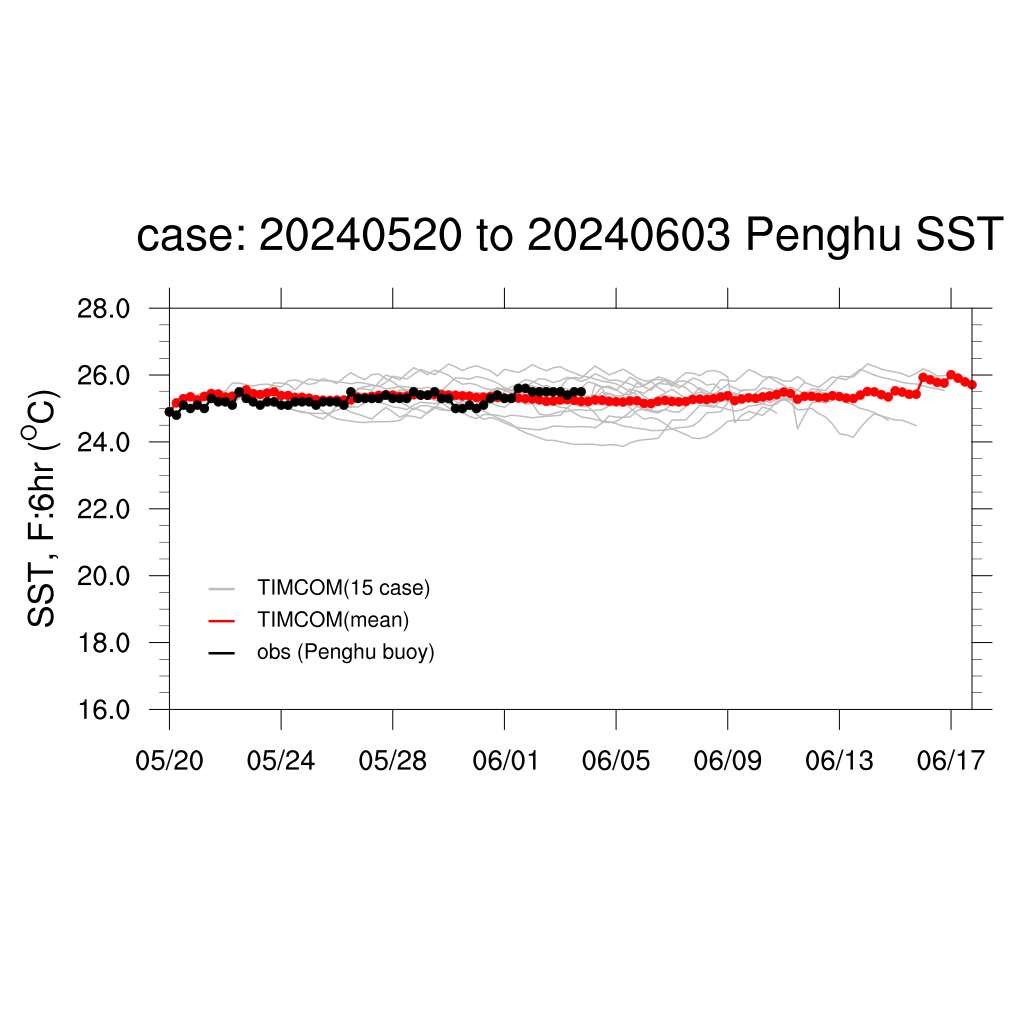 case: 20240520 to 20240603 Penghu SST
SST, F:6hr (°C)
28.0
26.0
24.0
22.0
20.0
18.0
16.0
TIMCOM(15 case)
TIMCOM(mean)
obs (Penghu buoy)
05/20 05/24 05/28 06/01 06/05 06/09 06/13 06/17